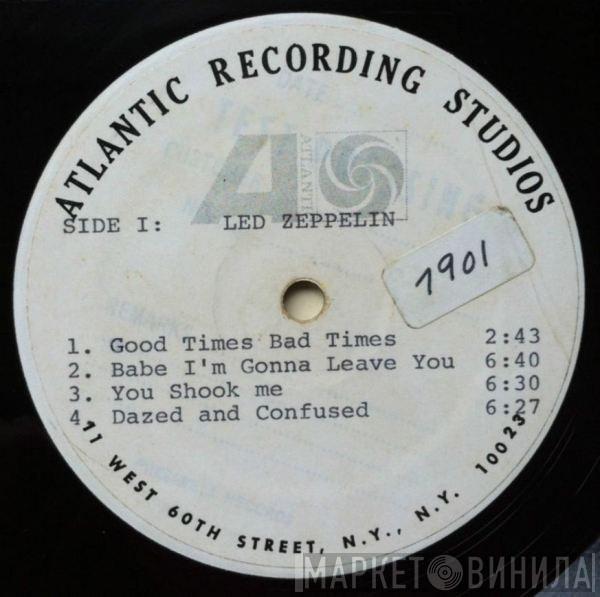 ATLANTIC RECORDING STUDIOS
ATLANTIC
SIDE I: LED ZEPPELIN
1901
1. Good Times Bad Times 2:43
2. Babe I'm Gonna Leave You 6:40
3. You Shook me 6:30
4. Dazed and Confused 6:27
11 WEST 60TH STREET, N.Y., N.Y. 10023
МАРКЕТ ВИНИЛА